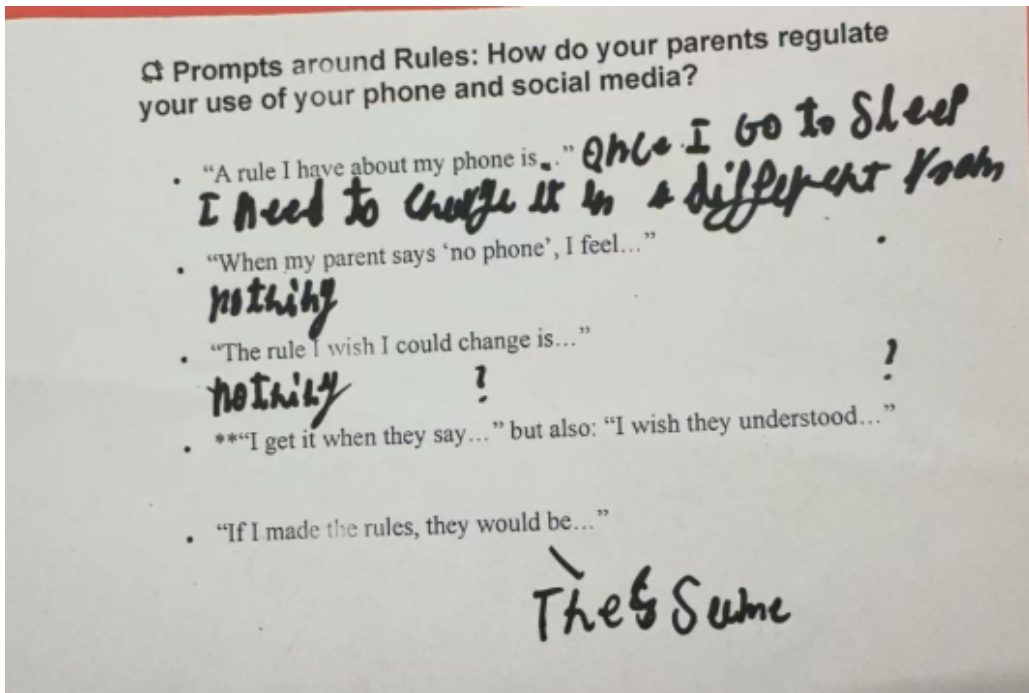 Prompts around Rules: How do your parents regulate
your use of your phone and social media?
• “A rule I have about my phone is...” Once I Go to Sleep
I need to charge it in a different room
• “When my parent says ‘no phone’, I feel...”
nothing
• “The rule I wish I could change is...”
nothing ? ?
• **“I get it when they say...” but also: “I wish they understood...”
• “If I made the rules, they would be...”
The Same